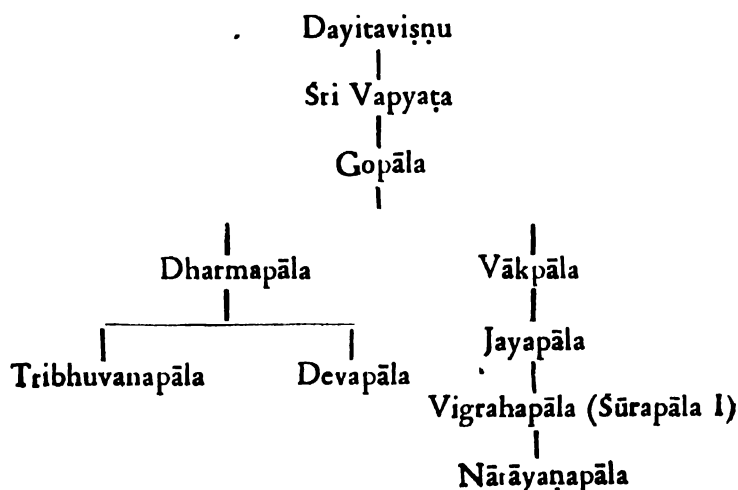 Dayitaviṣṇu
Śri Vapyaṭa
Gopāla
Dharmapāla Vākpāla
Jayapāla
Tribhuvanapāla Devapāla
Vigrahapāla (Śūrapāla I)
Nārāyaṇapāla